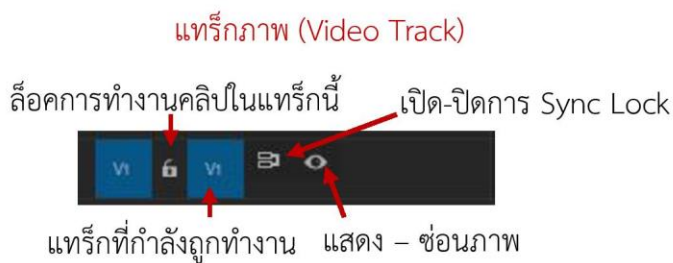 แทร็กภาพ (Video Track)
ล็อคการทำงานคลิปในแทร็กนี้
เปิด-ปิดการ Sync Lock
V1 V1
แทร็กที่กำลังถูกทำงาน
แสดง – ซ่อนภาพ